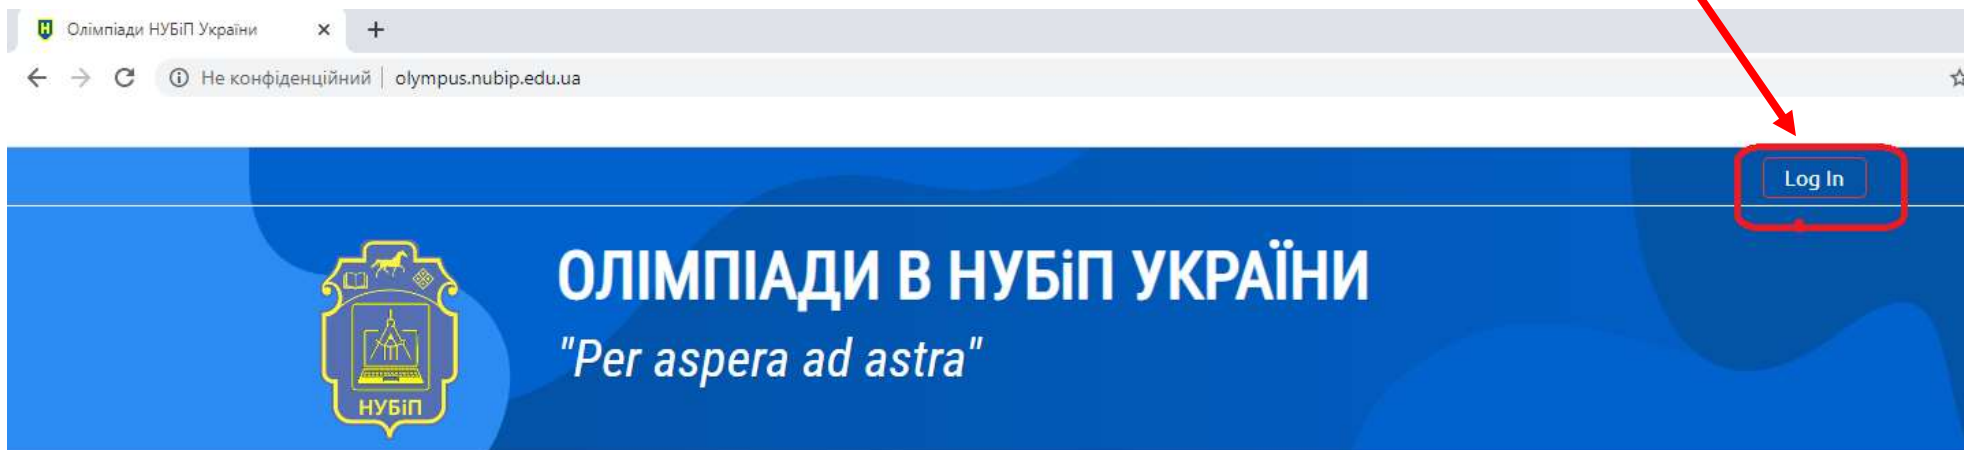 Олімпіади НУБіП України
Не конфіденційний | olympus.nubip.edu.ua
Log In
ОЛІМПІАДИ В НУБіП УКРАЇНИ
"Per aspera ad astra"
НУБіП